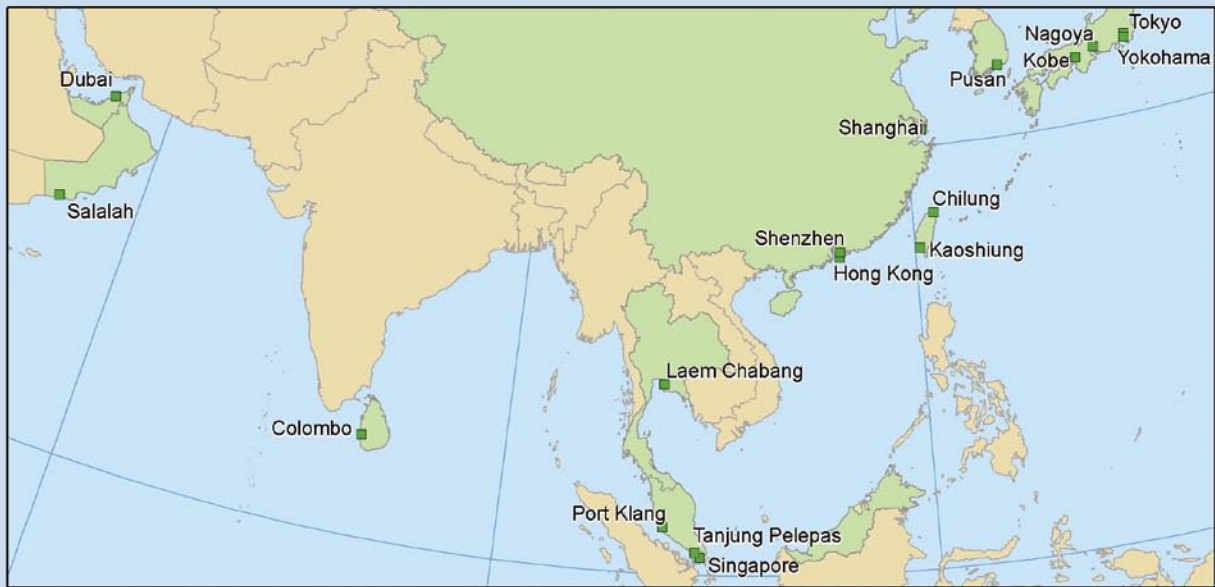 Tokyo
Nagoya
Yokohama
Kobe
Pusan
Dubai
Shanghai
Salalah
Chilung
Shenzhen
Kaoshiung
Hong Kong
Laem Chabang
Colombo
Port Klang
Tanjung Pelepas
Singapore